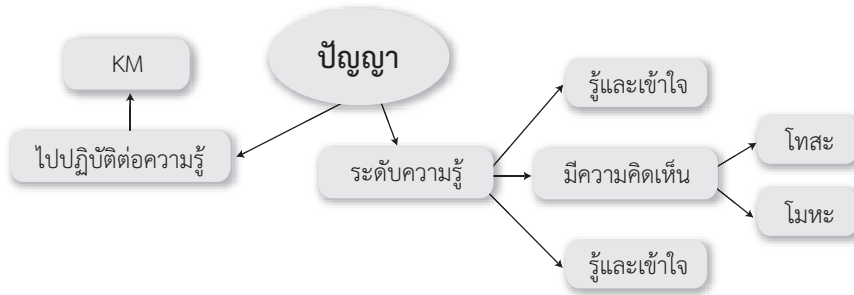 ปัญญา
KM
ไปปฏิบัติต่อความรู้
ระดับความรู้
รู้และเข้าใจ
มีความคิดเห็น
รู้และเข้าใจ
โทสะ
โมหะ